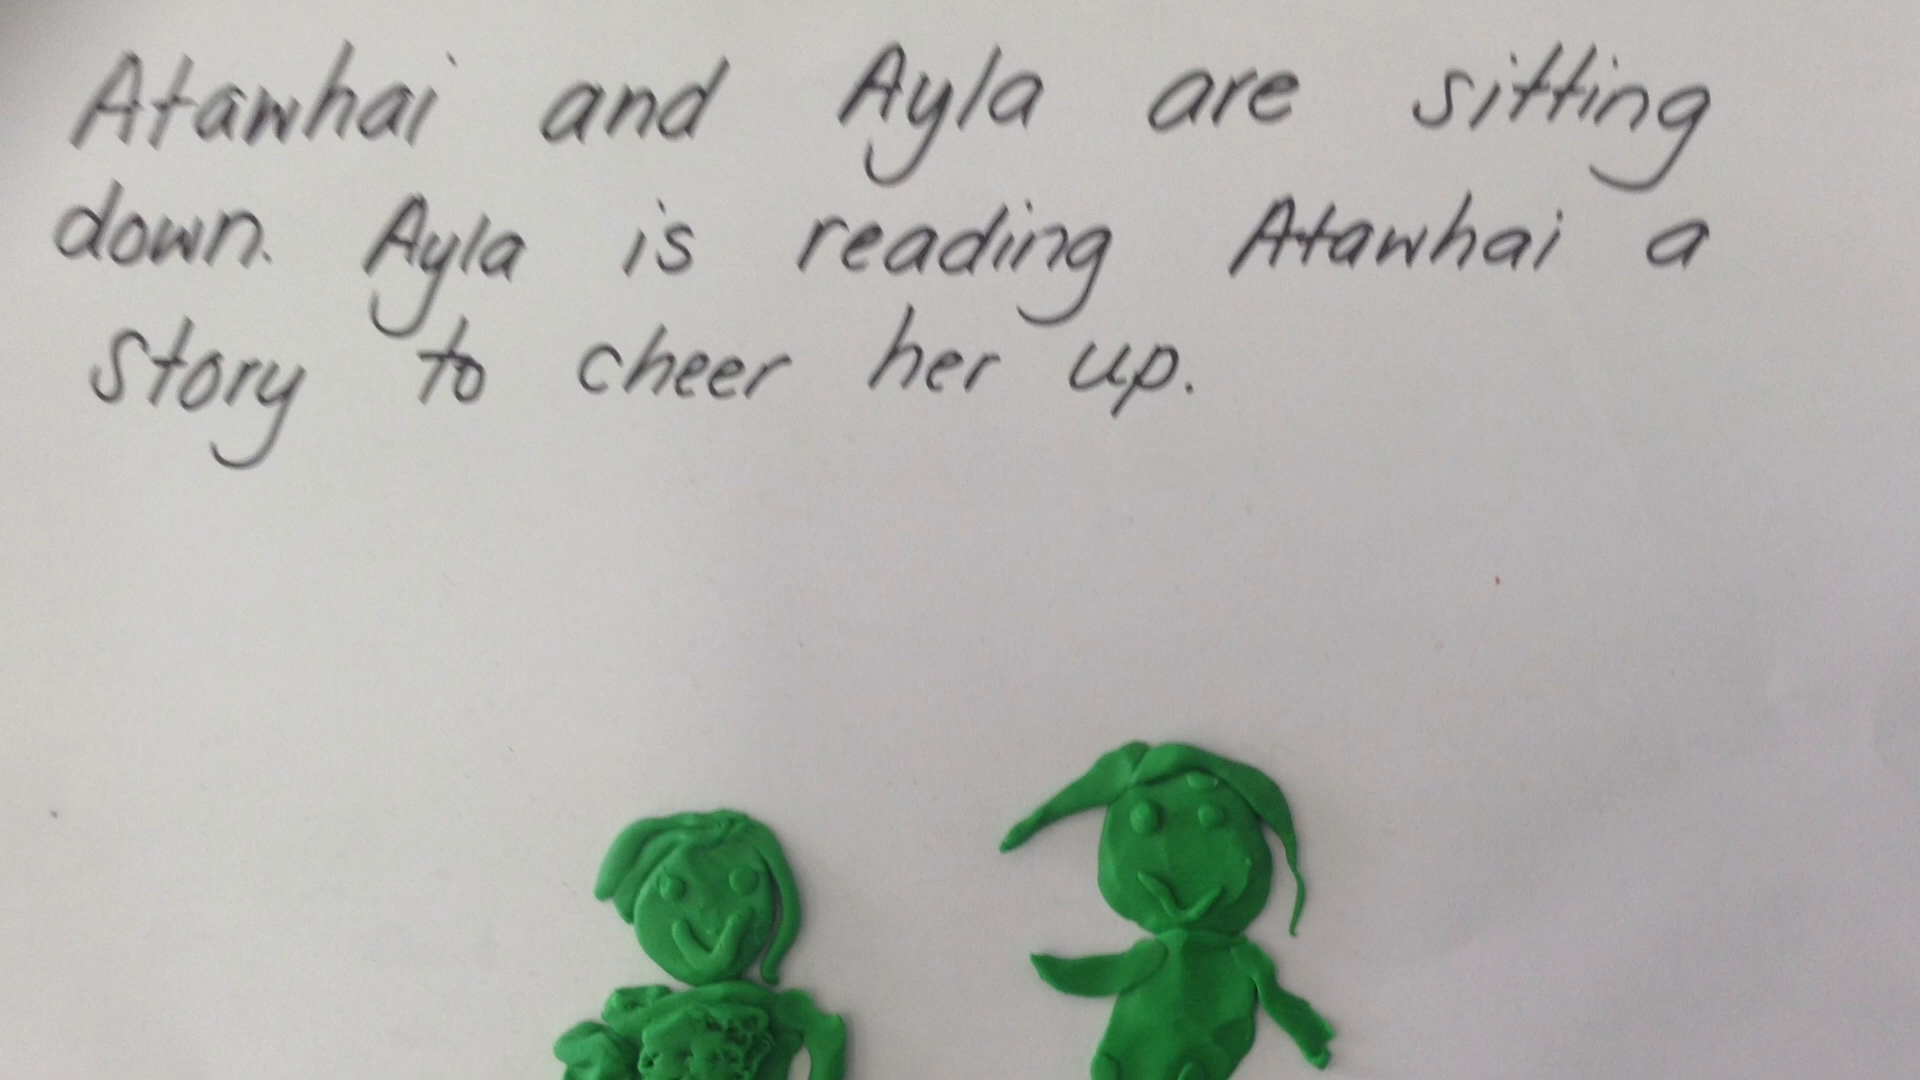 Atawhai and Ayla are sitting
down. Ayla is reading Atawhai a
story to cheer her up.